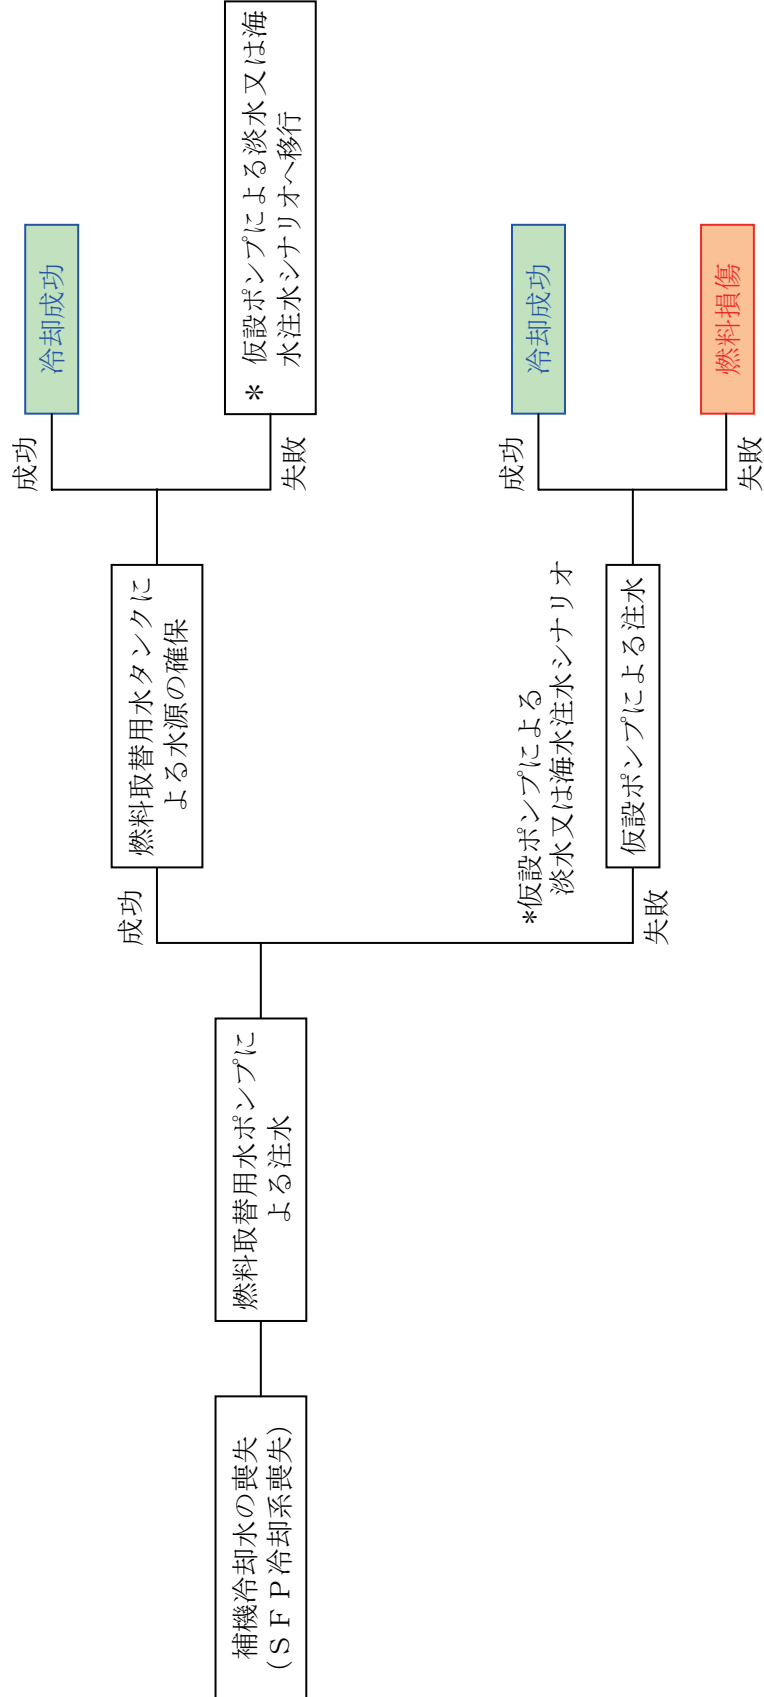 補機冷却水の喪失
(ＳＦＰ冷却系喪失)
燃料取替用水ポンプに
よる注水
成功
燃料取替用水タンクに
よる水源の確保
成功
冷却成功
失敗
＊ 仮設ポンプによる淡水又は海
水注水シナリオへ移行
失敗
*仮設ポンプによる
淡水又は海水注水シナリオ
仮設ポンプによる注水
成功
冷却成功
失敗
燃料損傷